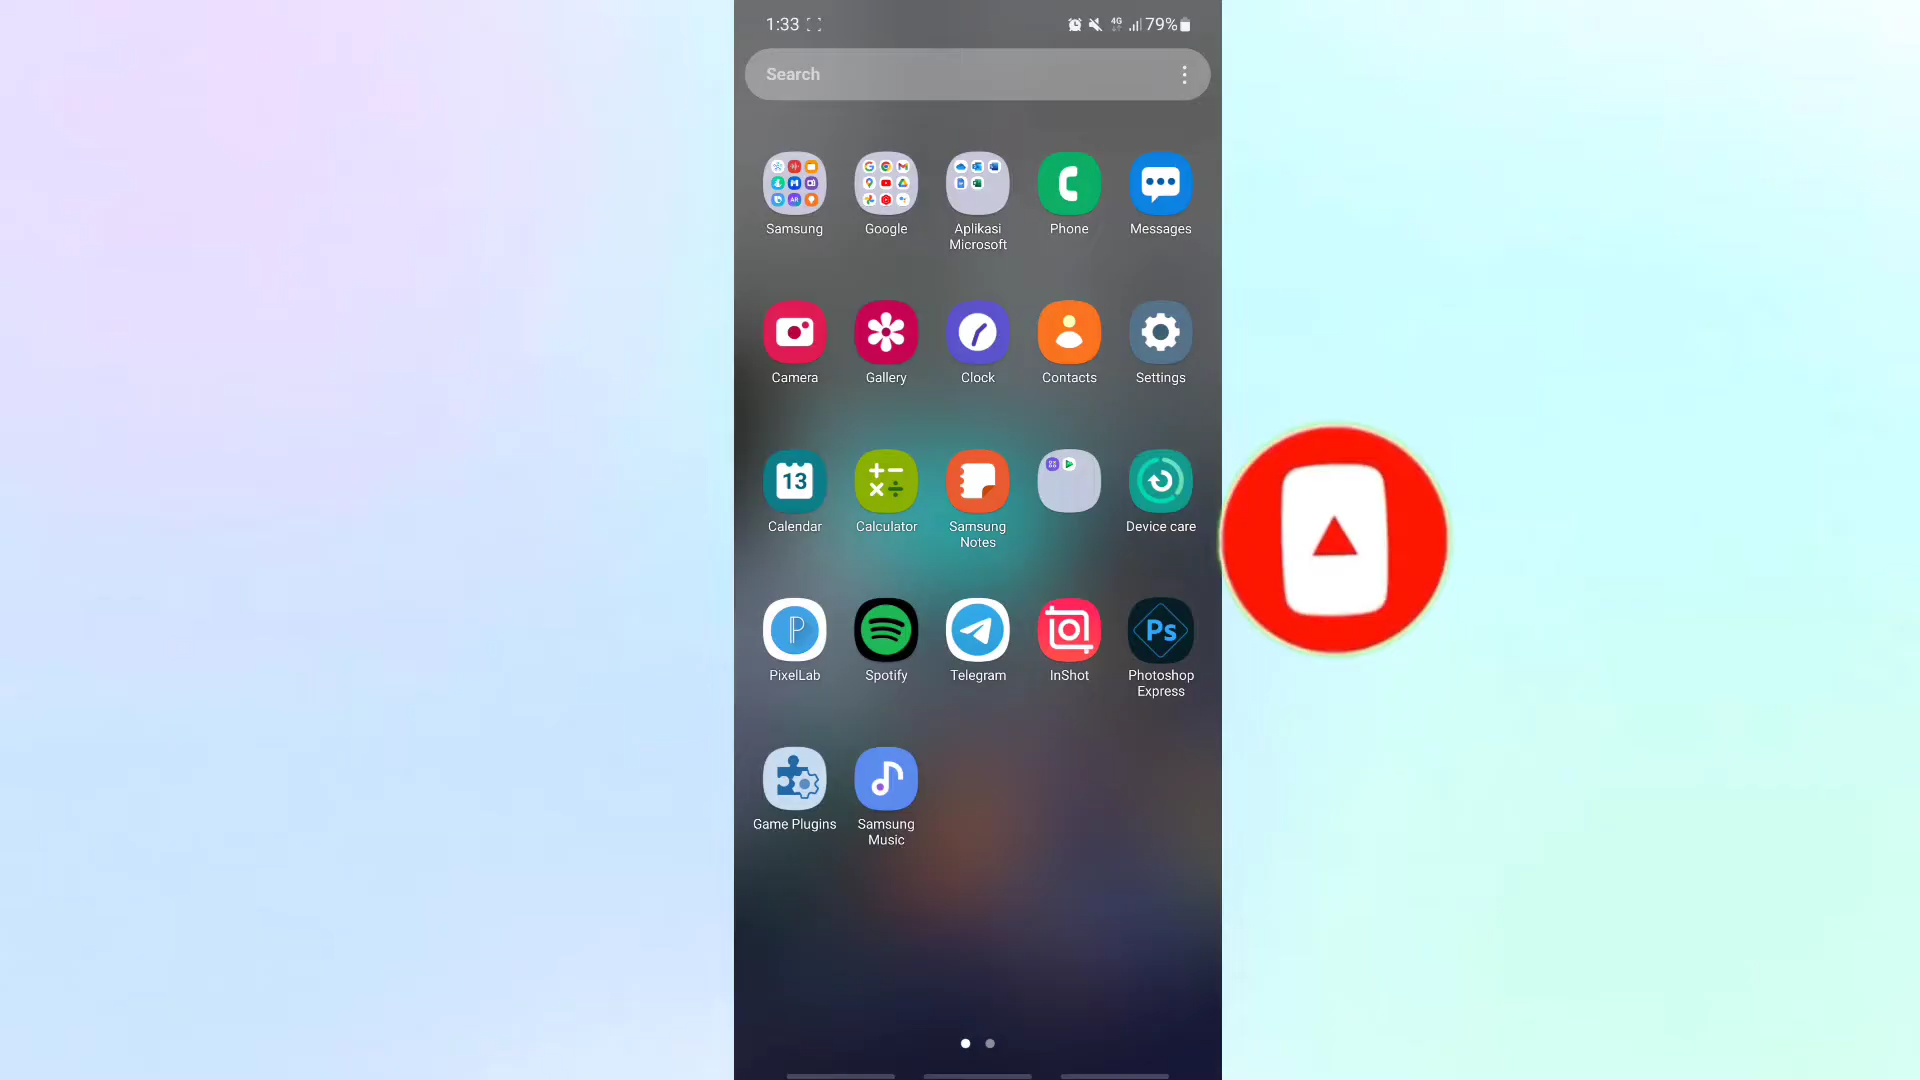 1:33
4G
79%
Search
Samsung
Google
Aplikasi
Microsoft
Phone
Messages
Camera
Gallery
Clock
Contacts
Settings
13
Calendar
Calculator
Samsung
Notes
Device care
Ps
PixelLab
Spotify
Telegram
InShot
Photoshop
Express
Game Plugins
Samsung
Music